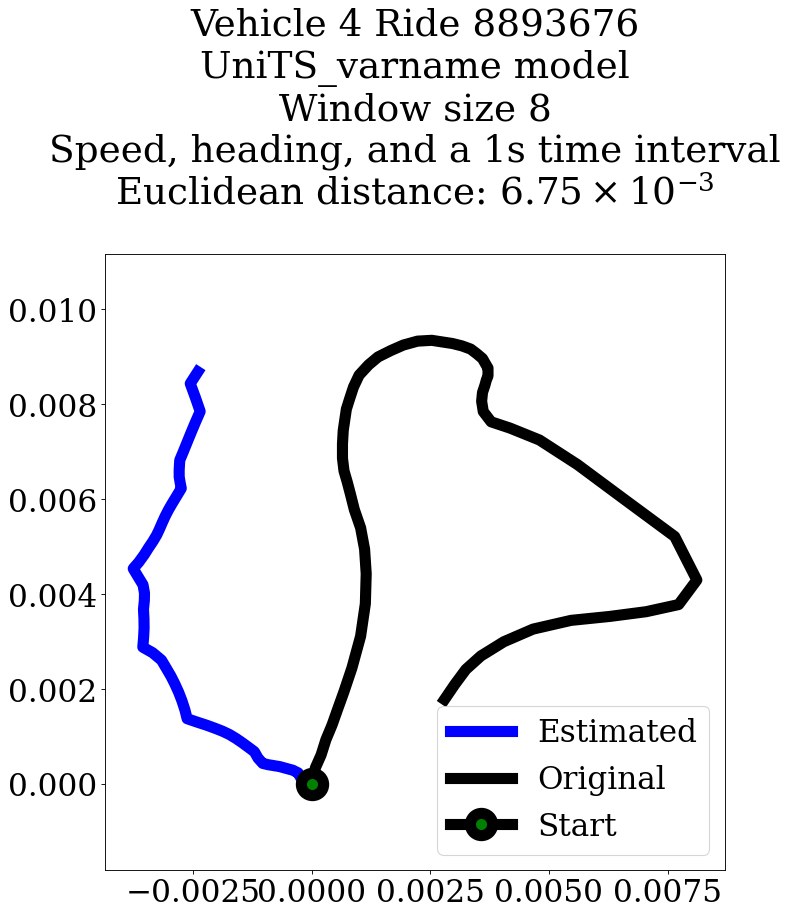 Vehicle 4 Ride 8893676
UniTS_varname model
Window size 8
Speed, heading, and a 1s time interval
Euclidean distance: 6.75 × 10⁻³
0.010
0.008
0.006
0.004
0.002
0.000
Estimated
Original
Start
−0.0025 0.0000 0.0025 0.0050 0.0075